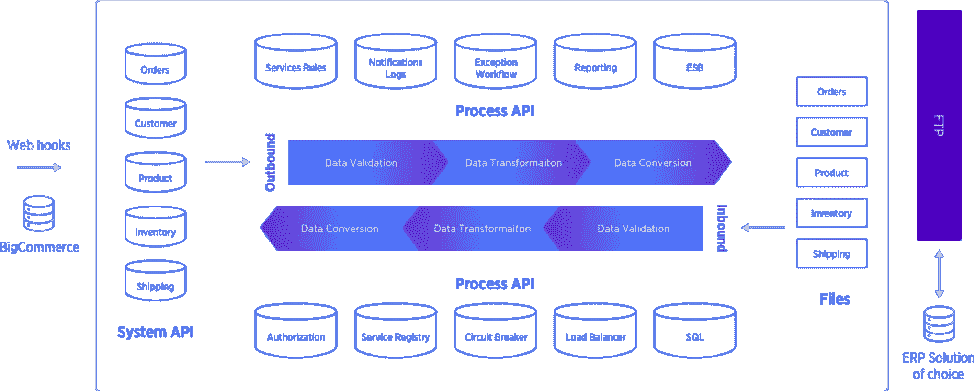 Web hooks
BigCommerce
Orders
Customer
Product
Inventory
Shipping
System API
Services Rules
Notifications
Logs
Exception
Workflow
Reporting
ESB
Process API
Outbound
Data Validation
Data Transformaiton
Data Conversion
Inbound
Data Conversion
Data Transformaiton
Data Validation
Process API
Authorization
Service Registry
Circuit Breaker
Load Balancer
SQL
Orders
Customer
Product
Inventory
Shipping
Files
FTP
ERP Solution
of choice